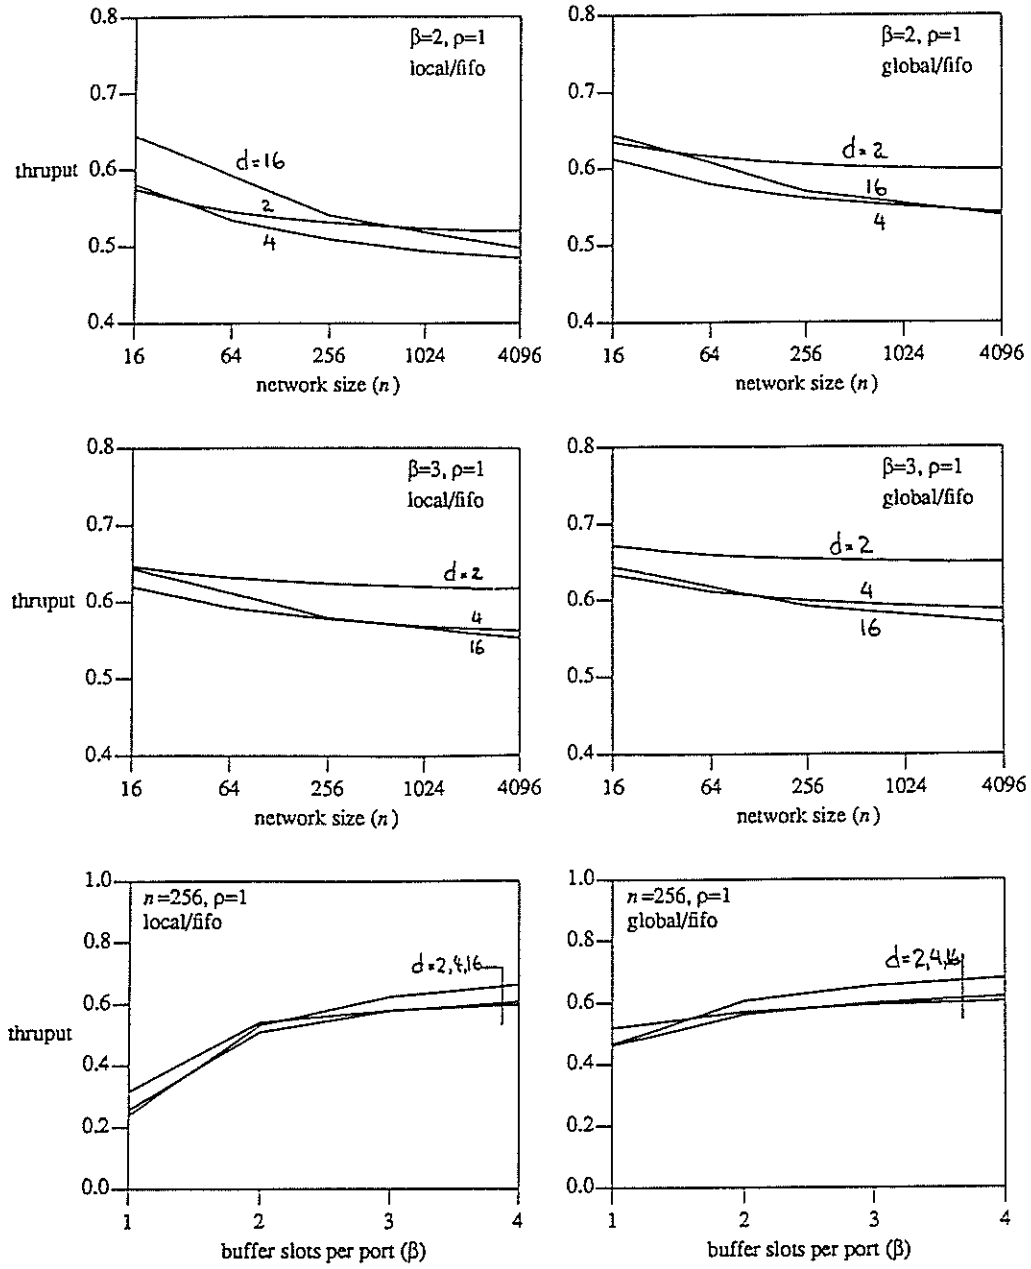 0.8
β=2, ρ=1
local/fifo
0.7
d=16
thruput
0.6
2
0.5
4
0.4
16
64
256
1024
4096
network size (n)
0.8
β=2, ρ=1
global/fifo
0.7
d=2
0.6
16
4
0.5
0.4
16
64
256
1024
4096
network size (n)
0.8
β=3, ρ=1
local/fifo
0.7
d=2
thruput
0.6
4
16
0.5
0.4
16
64
256
1024
4096
network size (n)
0.8
β=3, ρ=1
global/fifo
0.7
d=2
0.6
4
16
0.5
0.4
16
64
256
1024
4096
network size (n)
1.0
n=256, ρ=1
local/fifo
0.8
d=2,4,16
0.6
thruput
0.4
0.2
0.0
1
2
3
4
buffer slots per port (β)
1.0
n=256, ρ=1
global/fifo
0.8
d=2,4,16
0.6
0.4
0.2
0.0
1
2
3
4
buffer slots per port (β)